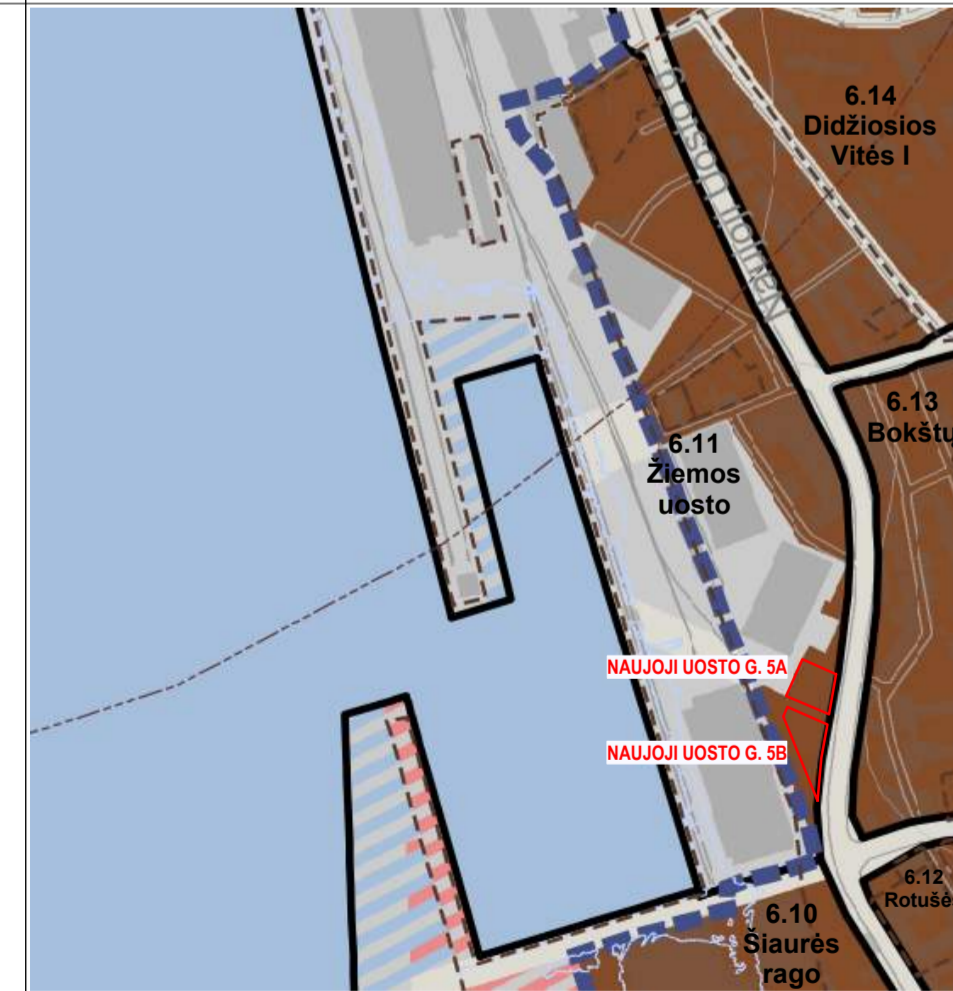 6.14
Didžiosios
Vitės I
Naujoji Uosto g.
6.13
Bokštų
6.11
Žiemos
uosto
NAUJOJI UOSTO G. 5A
NAUJOJI UOSTO G. 5B
6.12
Rotušės
6.10
Šiaurės
rago